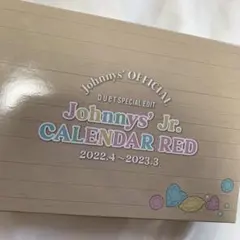 Johnnys' OFFICIAL
DUET SPECIAL EDIT
Johnnys' Jr.
CALENDAR RED
2022.4～2023.3